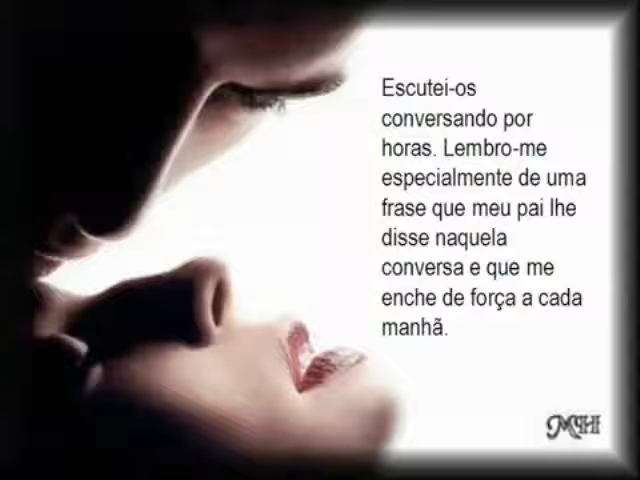 Escutei-os
conversando por
horas. Lembro-me
especialmente de uma
frase que meu pai lhe
disse naquela
conversa e que me
enche de força a cada
manhã.
MH